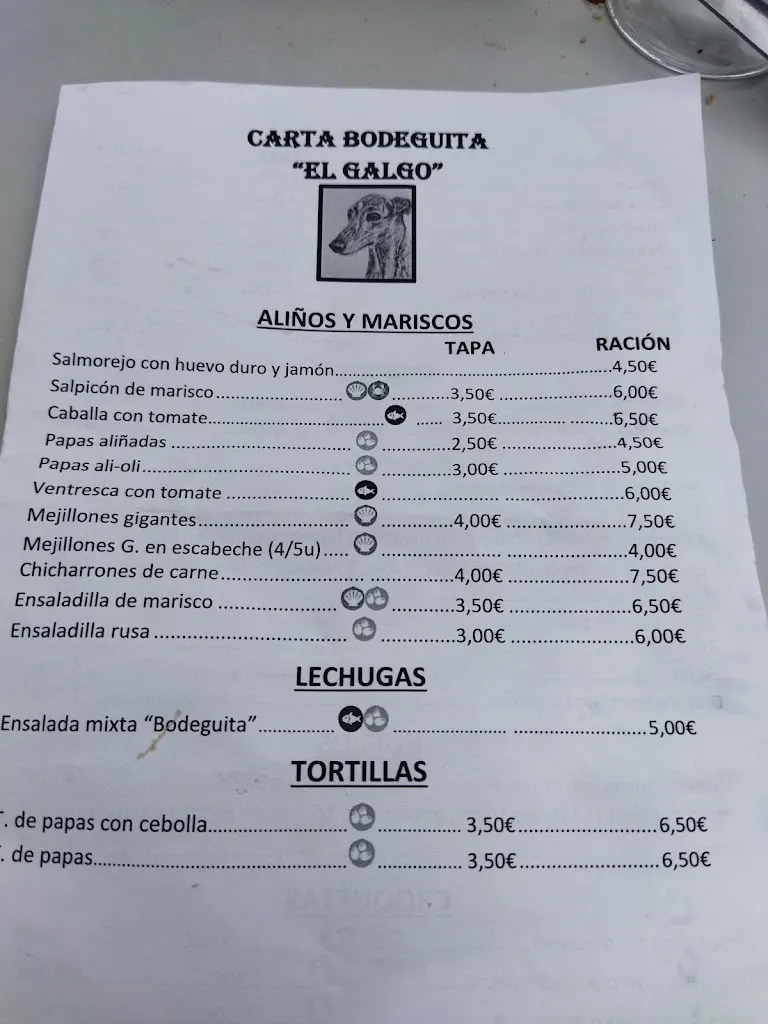 CARTA BODEGUITA
“EL GALGO”
ALIÑOS Y MARISCOS
TAPA RACIÓN
Salmorejo con huevo duro y jamón 4,50€
Salpicón de marisco 3,50€ 6,00€
Caballa con tomate 3,50€ 6,50€
Papas aliñadas 2,50€ 4,50€
Papas ali-oli 3,00€ 5,00€
Ventresca con tomate 6,00€
Mejillones gigantes 4,00€ 7,50€
Mejillones G. en escabeche (4/5u) 4,00€
Chicharrones de carne 4,00€ 7,50€
Ensaladilla de marisco 3,50€ 6,50€
Ensaladilla rusa 3,00€ 6,00€
LECHUGAS
Ensalada mixta “Bodeguita” 5,00€
TORTILLAS
T. de papas con cebolla 3,50€ 6,50€
. de papas 3,50€ 6,50€
CROQUETAS